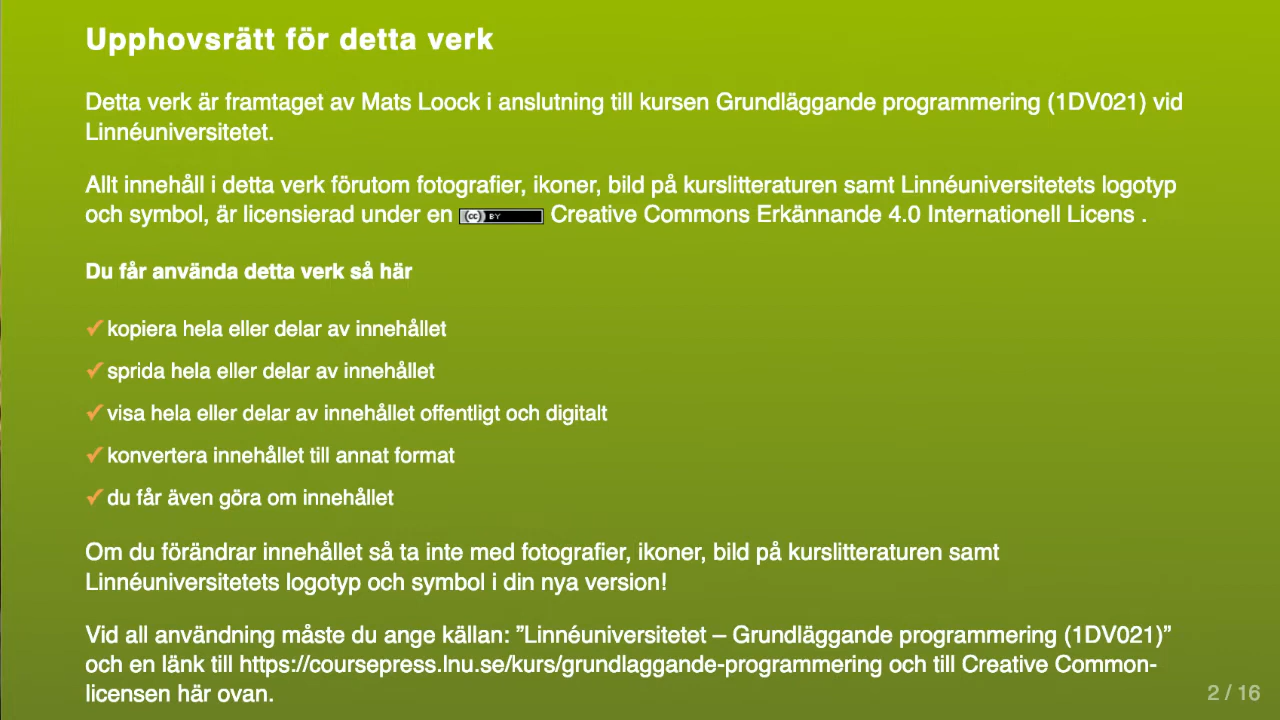 Upphovsrätt för detta verk
Detta verk är framtaget av Mats Loock i anslutning till kursen Grundläggande programmering (1DV021) vid
Linnéuniversitetet.
Allt innehåll i detta verk förutom fotografier, ikoner, bild på kurslitteraturen samt Linnéuniversitetets logotyp
och symbol, är licensierad under en (cc) BY Creative Commons Erkännande 4.0 Internationell Licens .
Du får använda detta verk så här
✓ kopiera hela eller delar av innehållet
✓ sprida hela eller delar av innehållet
✓ visa hela eller delar av innehållet offentligt och digitalt
✓ konvertera innehållet till annat format
✓ du får även göra om innehållet
Om du förändrar innehållet så ta inte med fotografier, ikoner, bild på kurslitteraturen samt
Linnéuniversitetets logotyp och symbol i din nya version!
Vid all användning måste du ange källan: ”Linnéuniversitetet – Grundläggande programmering (1DV021)”
och en länk till https://coursepress.lnu.se/kurs/grundlaggande-programmering och till Creative Common-
licensen här ovan.
2 / 16